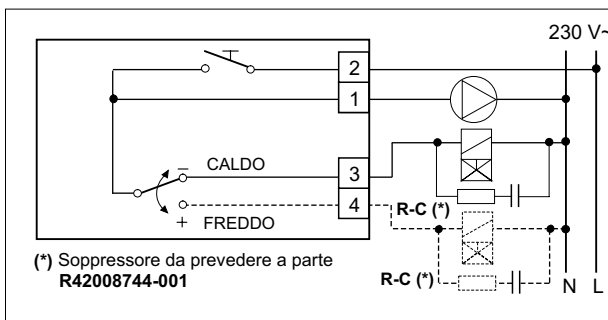 230 V~
2
1
3
CALDO
−
4
+ FREDDO
R-C (*)
R-C (*)
(*) Soppressore da prevedere a parte
R42008744-001
N L